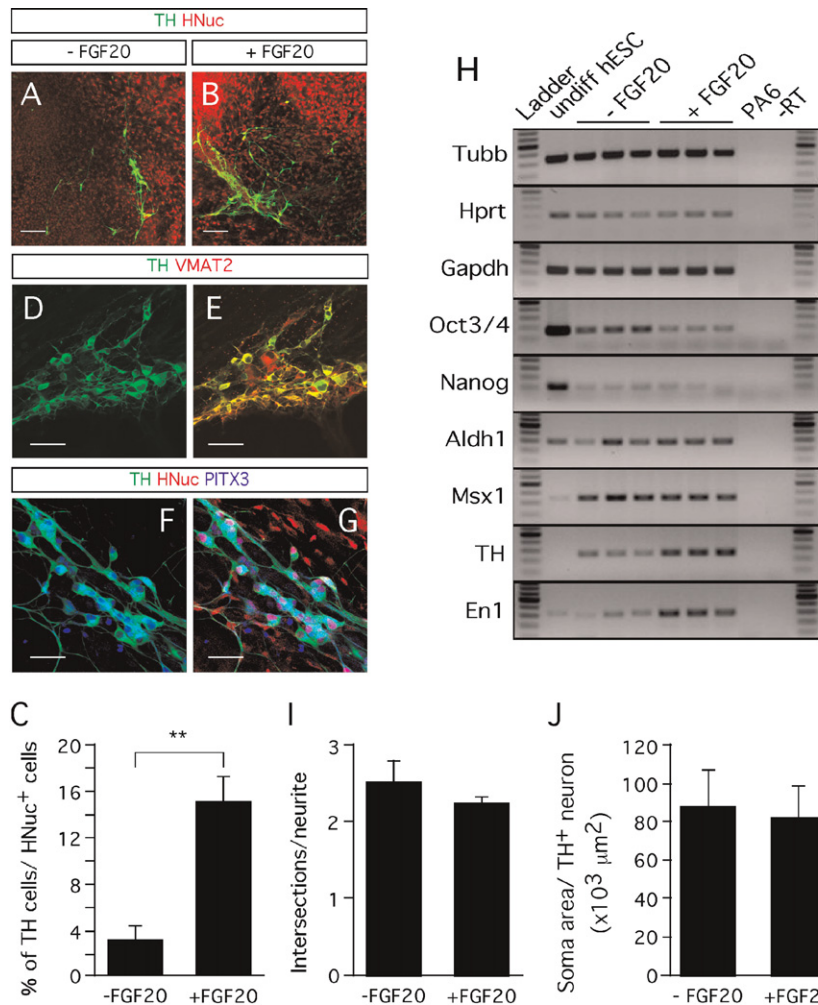 TH HNuc
- FGF20
+ FGF20
A
B
TH VMAT2
D
E
TH HNuc PITX3
F
G
H
Ladder
undiff hESC
- FGF20
+ FGF20
PA6
-RT
Tubb
Hprt
Gapdh
Oct3/4
Nanog
Aldh1
Msx1
TH
En1
C
% of TH cells/ HNuc⁺ cells
20
16
12
8
4
0
**
-FGF20
+FGF20
I
Intersections/neurite
3
2
1
0
-FGF20
+FGF20
J
Soma area/ TH⁺ neuron
(x10³ µm²)
120
100
80
60
40
20
0
- FGF20
+FGF20